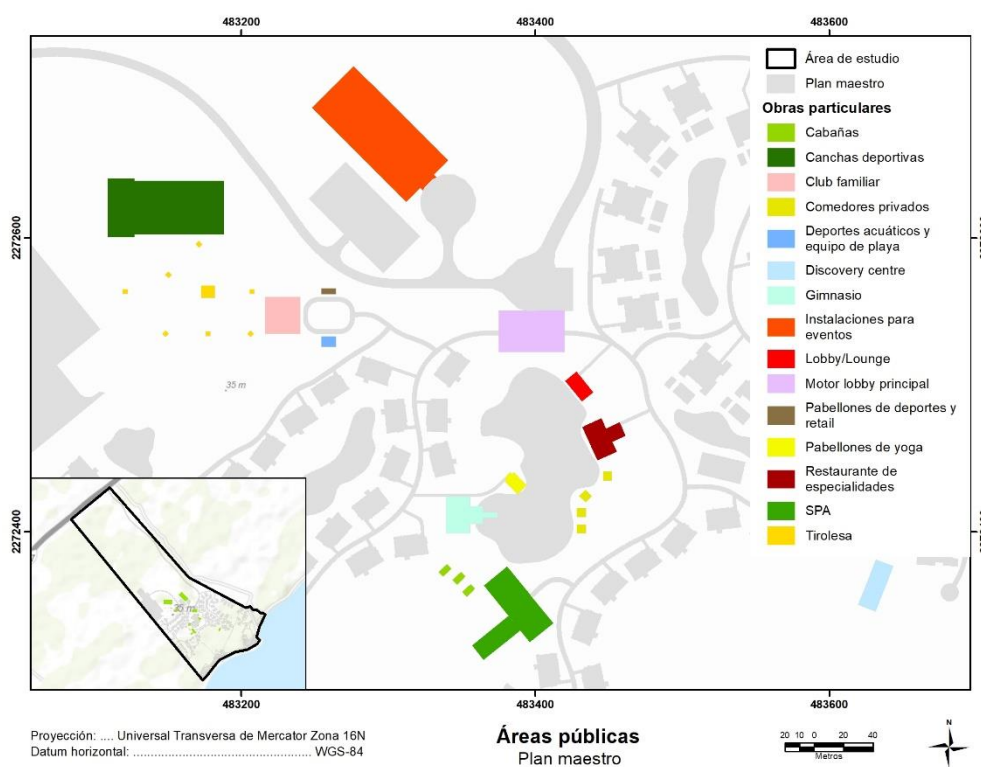 483200
483400
483600
2272600
2272400
Área de estudio
Plan maestro
Obras particulares
Cabañas
Canchas deportivas
Club familiar
Comedores privados
Deportes acuáticos y
equipo de playa
Discovery centre
Gimnasio
Instalaciones para
eventos
Lobby/Lounge
Motor lobby principal
Pabellones de deportes y
retail
Pabellones de yoga
Restaurante de
especialidades
SPA
Tirolesa
35 m
35 m
483200
483400
483600
Proyección: .... Universal Transversa de Mercator Zona 16N
Datum horizontal: ................................................ WGS-84
Áreas públicas
Plan maestro
20 10 0 20 40
Metros
N